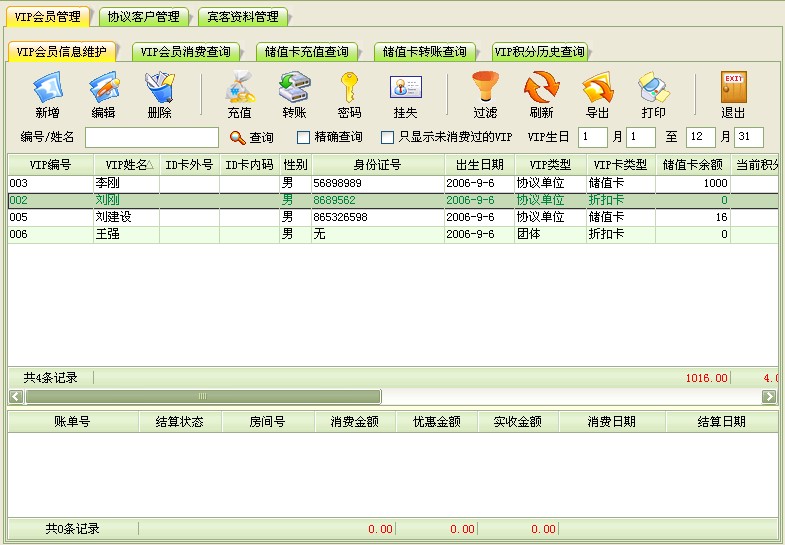 VIP会员管理 协议客户管理 宾客资料管理
VIP会员信息维护 VIP会员消费查询 储值卡充值查询 储值卡转账查询 VIP积分历史查询
EXIT
新增 编辑 删除 充值 转账 密码 挂失 过滤 刷新 导出 打印 退出
编号/姓名 查询 精确查询 只显示未消费过的VIP VIP生日 1 月 1 至 12 月 31
VIP编号 VIP姓名 ID卡外号 ID卡内码 性别 身份证号 出生日期 VIP类型 VIP卡类型 储值卡余额 当前积分
003 李刚 男 56898989 2006-9-6 协议单位 储值卡 1000
002 刘刚 男 8689562 2006-9-6 协议单位 折扣卡 0
005 刘建设 男 865326598 2006-9-6 协议单位 储值卡 16
006 王强 男 无 2006-9-6 团体 折扣卡 0
共4条记录 1016.00 4.0
账单号 结算状态 房间号 消费金额 优惠金额 实收金额 消费日期 结算日期
共0条记录 0.00 0.00 0.00